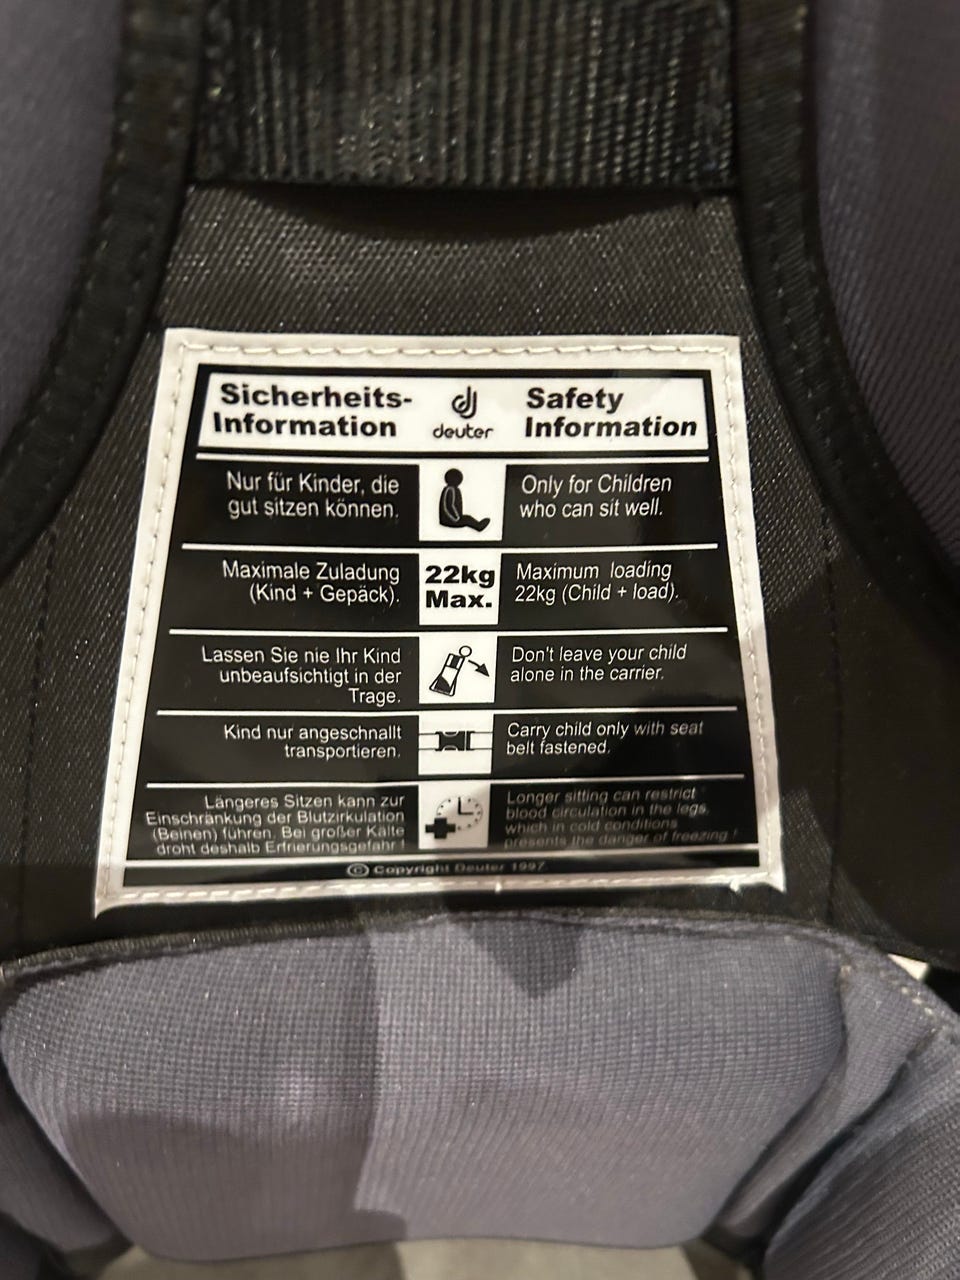 Sicherheits-
Information
deuter
Safety
Information
Nur für Kinder, die
gut sitzen können.
Only for Children
who can sit well.
Maximale Zuladung
(Kind + Gepäck).
22kg
Max.
Maximum loading
22kg (Child + load).
Lassen Sie nie Ihr Kind
unbeaufsichtigt in der
Trage.
Don't leave your child
alone in the carrier.
Kind nur angeschnallt
transportieren.
Carry child only with seat
belt fastened.
Längeres Sitzen kann zur
Einschränkung der Blutzirkulation
(Beinen) führen. Bei großer Kälte
droht deshalb Erfrierungsgefahr !
Longer sitting can restrict
blood circulation in the legs,
which in cold conditions
presents the danger of freezing !
© Copyright Deuter 1997